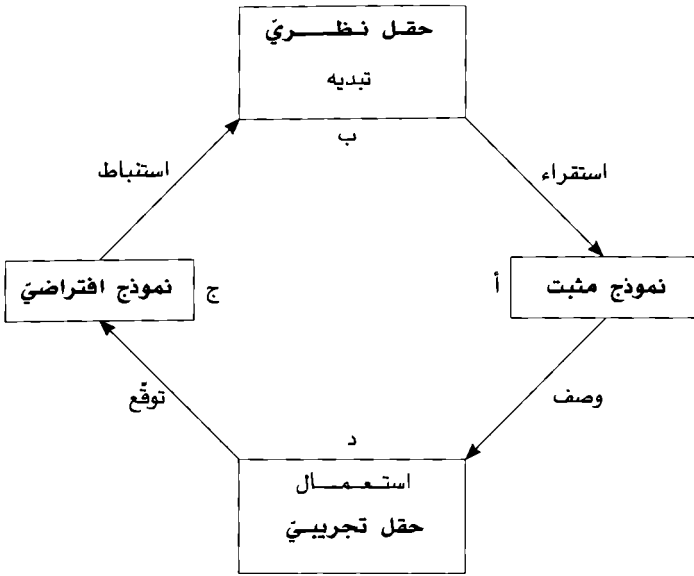 حقل نظريّ
تبديه
ب
استنباط
استقراء
نموذج مثبت
أ
ج
نموذج افتراضيّ
وصف
توقّع
د
استعمال
حقل تجريبيّ